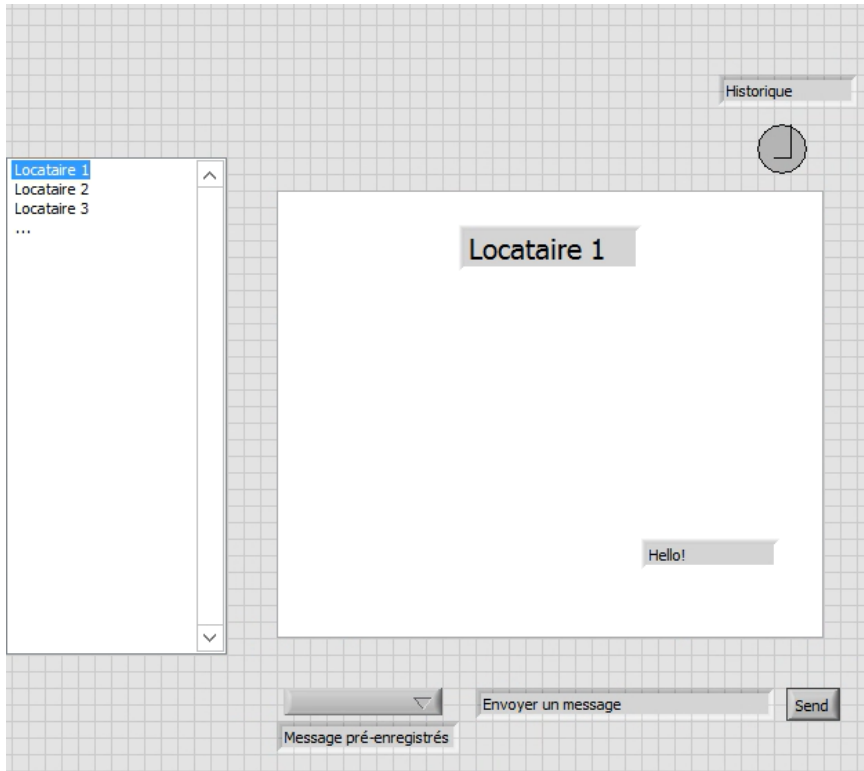 Historique
Locataire 1
Locataire 2
Locataire 3
...
Locataire 1
Hello!
Envoyer un message
Send
Message pré-enregistrés